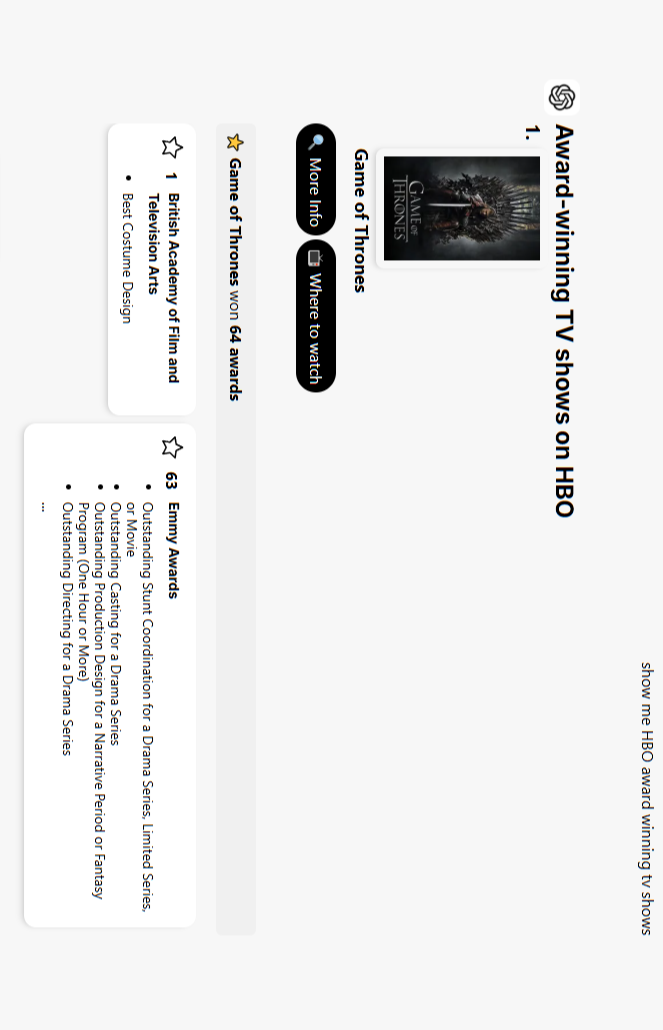 show me HBO award winning tv shows
Award-winning TV shows on HBO
1.
GAME OF
THRONES
Game of Thrones
More Info
Where to watch
Game of Thrones won 64 awards
1 British Academy of Film and
Television Arts
• Best Costume Design
63 Emmy Awards
• Outstanding Stunt Coordination for a Drama Series, Limited Series,
or Movie
• Outstanding Casting for a Drama Series
• Outstanding Production Design for a Narrative Period or Fantasy
Program (One Hour or More)
• Outstanding Directing for a Drama Series
...